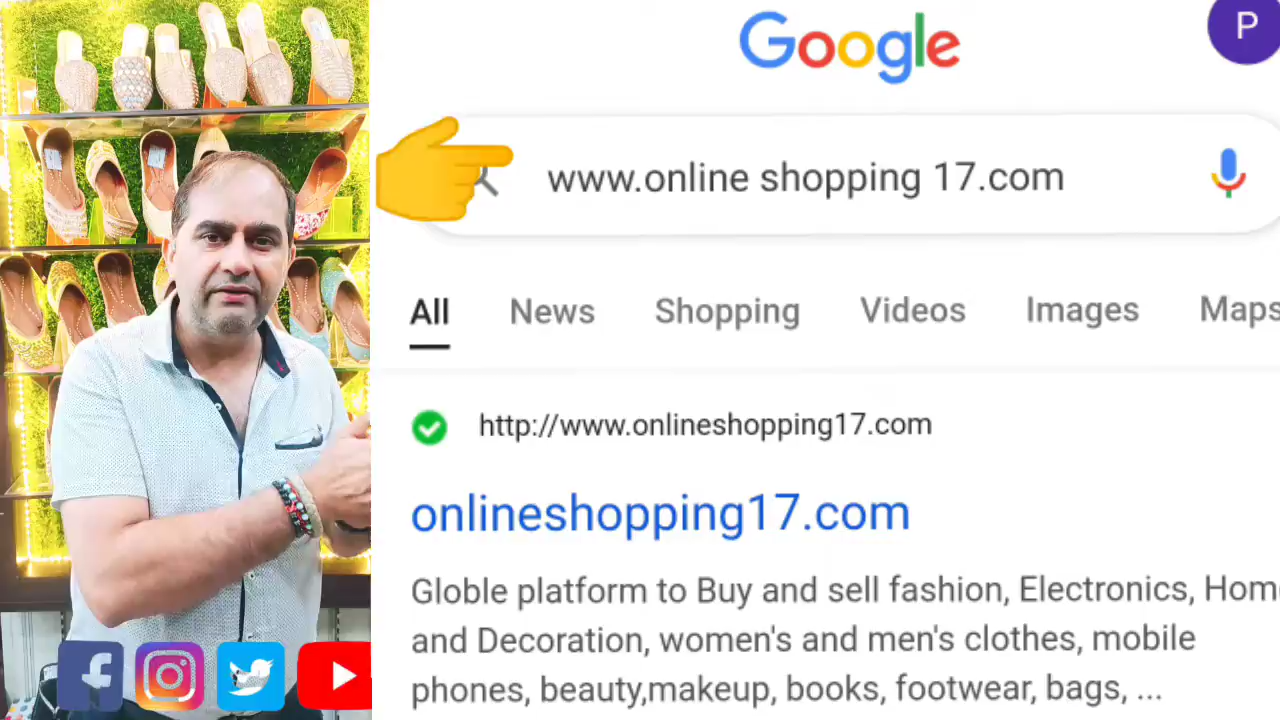 Google
P
www.online shopping 17.com
All News Shopping Videos Images Maps
http://www.onlineshopping17.com
onlineshopping17.com
Globle platform to Buy and sell fashion, Electronics, Home
and Decoration, women's and men's clothes, mobile
phones, beauty,makeup, books, footwear, bags, ...